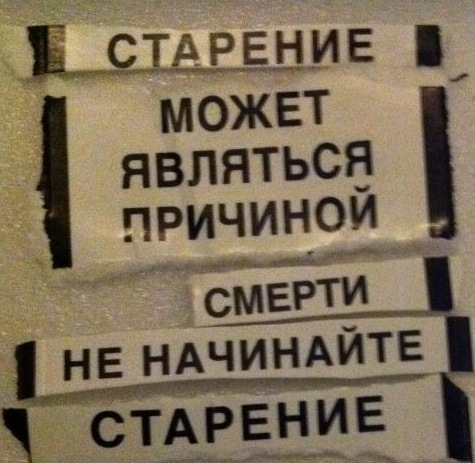 СТАРЕНИЕ
МОЖЕТ
ЯВЛЯТЬСЯ
ПРИЧИНОЙ
СМЕРТИ
НЕ НАЧИНАЙТЕ
СТАРЕНИЕ